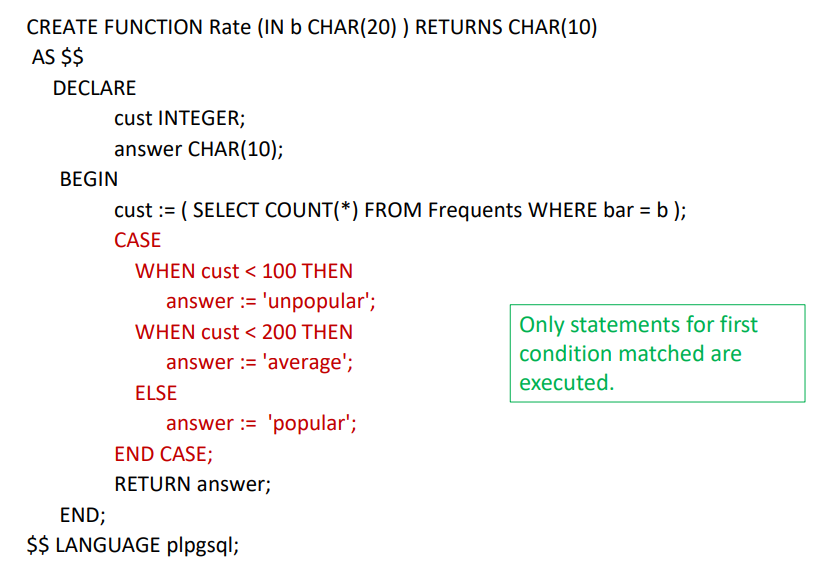 CREATE FUNCTION Rate (IN b CHAR(20) ) RETURNS CHAR(10)
AS $$
DECLARE
cust INTEGER;
answer CHAR(10);
BEGIN
cust := ( SELECT COUNT(*) FROM Frequents WHERE bar = b );
CASE
WHEN cust < 100 THEN
answer := 'unpopular';
WHEN cust < 200 THEN
answer := 'average';
ELSE
answer := 'popular';
END CASE;
RETURN answer;
END;
$$ LANGUAGE plpgsql;
Only statements for first
condition matched are
executed.